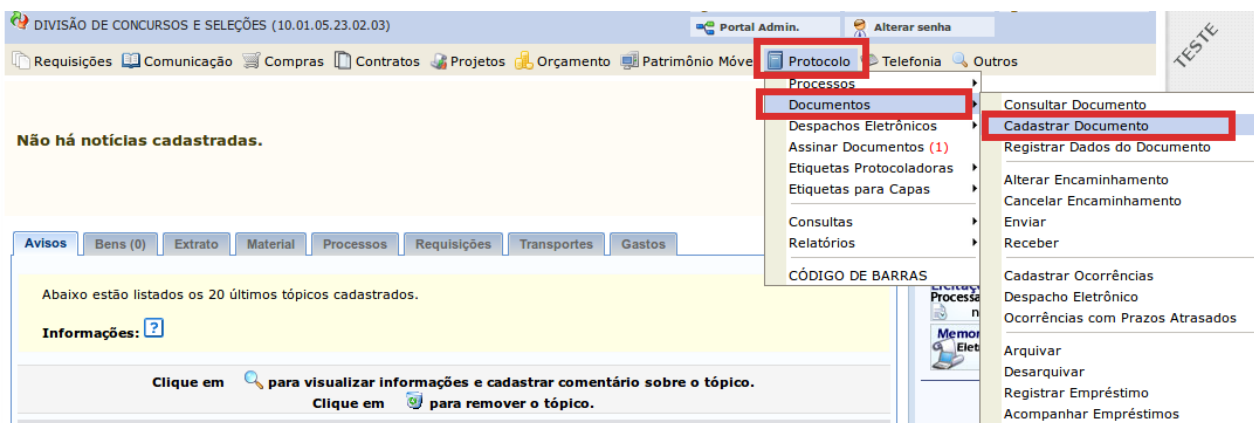 DIVISÃO DE CONCURSOS E SELEÇÕES (10.01.05.23.02.03)
Portal Admin.
Alterar senha
TESTE
Requisições Comunicação Compras Contratos Projetos Orçamento Patrimônio Móve Protocolo Telefonia Outros
Processos
Documentos
Despachos Eletrônicos
Assinar Documentos (1)
Etiquetas Protocoladoras
Etiquetas para Capas
Consultas
Relatórios
CÓDIGO DE BARRAS
Consultar Documento
Cadastrar Documento
Registrar Dados do Documento
Alterar Encaminhamento
Cancelar Encaminhamento
Enviar
Receber
Cadastrar Ocorrências
Despacho Eletrônico
Ocorrências com Prazos Atrasados
Arquivar
Desarquivar
Registrar Empréstimo
Acompanhar Empréstimos
Não há notícias cadastradas.
Avisos Bens (0) Extrato Material Processos Requisições Transportes Gastos
Abaixo estão listados os 20 últimos tópicos cadastrados.
Informações: ?
Clique em para visualizar informações e cadastrar comentário sobre o tópico.
Clique em para remover o tópico.
Processa
n
Memor
Elet